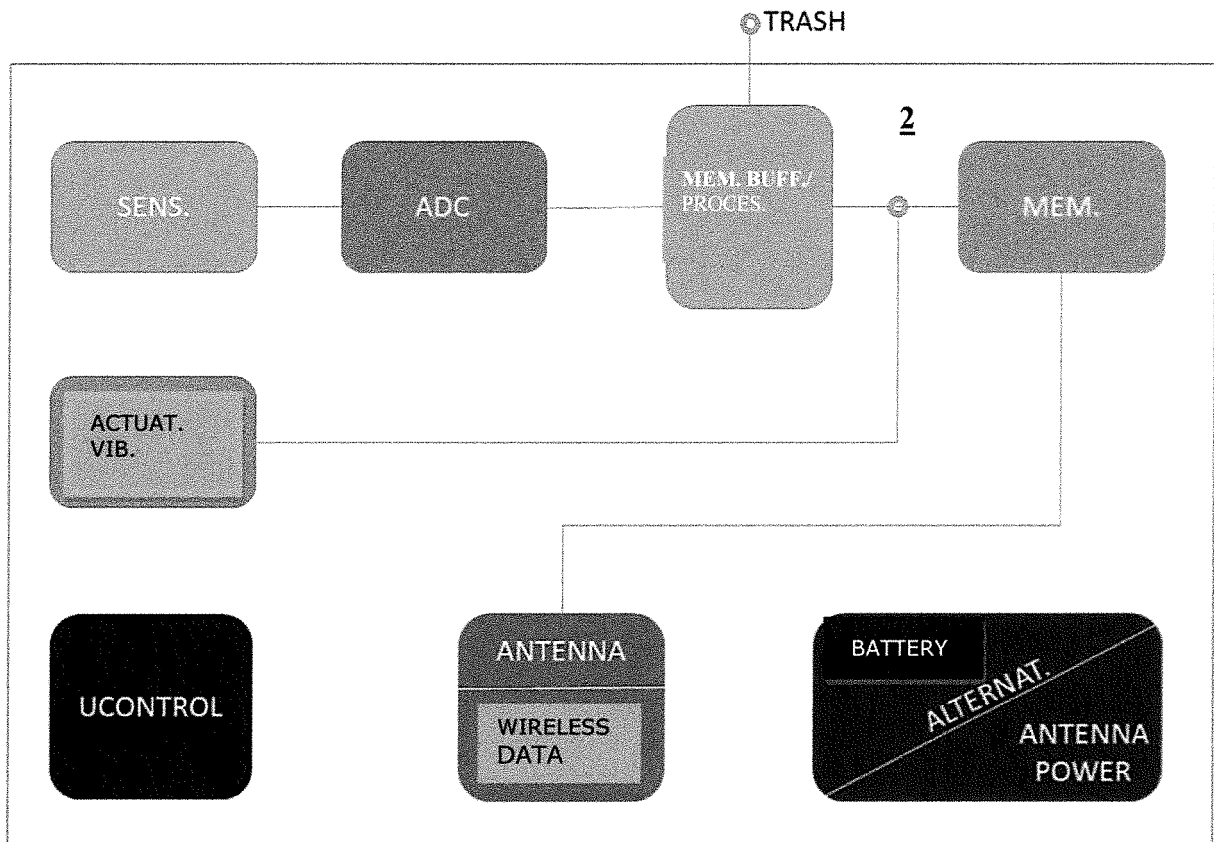 TRASH
2
SENS.
ADC
MEM. BUFF./
PROCES.
MEM.
ACTUAT.
VIB.
UCONTROL
ANTENNA
WIRELESS
DATA
BATTERY
ALTERNAT.
ANTENNA
POWER